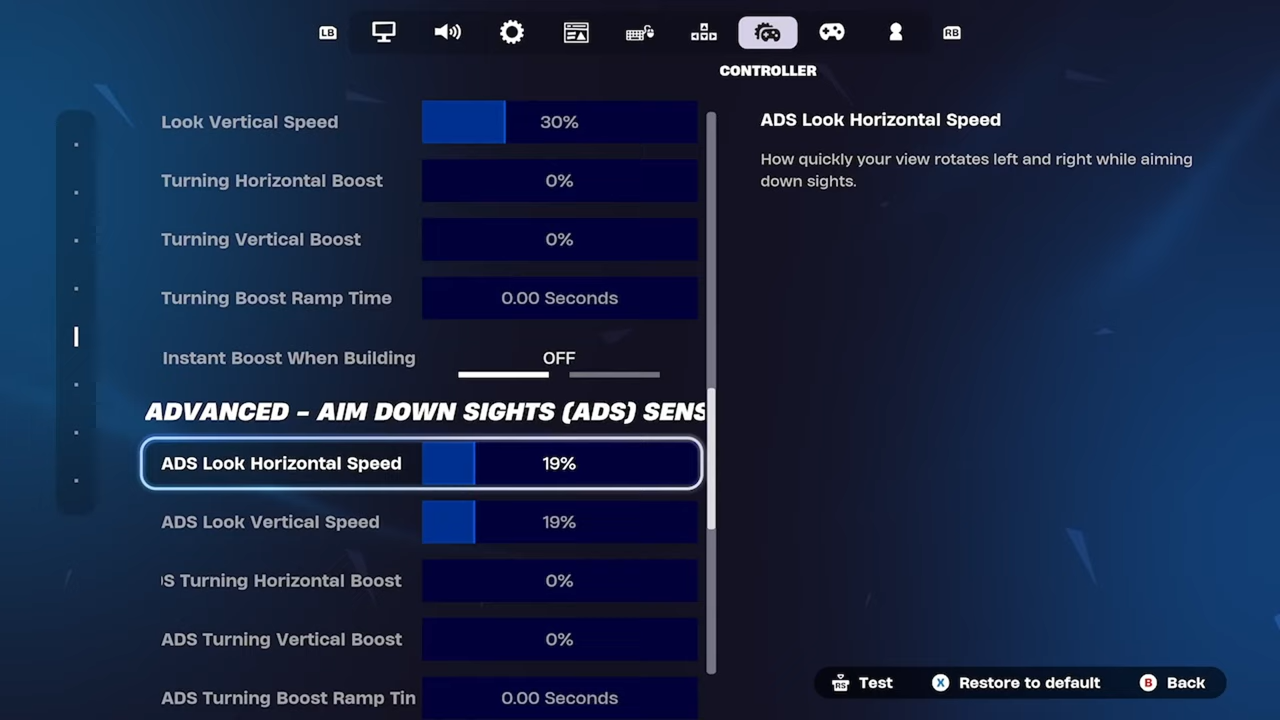 LB
RB
CONTROLLER
Look Vertical Speed 30%
Turning Horizontal Boost 0%
Turning Vertical Boost 0%
Turning Boost Ramp Time 0.00 Seconds
Instant Boost When Building OFF
ADVANCED - AIM DOWN SIGHTS (ADS) SENS
ADS Look Horizontal Speed 19%
ADS Look Vertical Speed 19%
S Turning Horizontal Boost 0%
ADS Turning Vertical Boost 0%
ADS Turning Boost Ramp Tin 0.00 Seconds
ADS Look Horizontal Speed
How quickly your view rotates left and right while aiming
down sights.
RS Test X Restore to default B Back